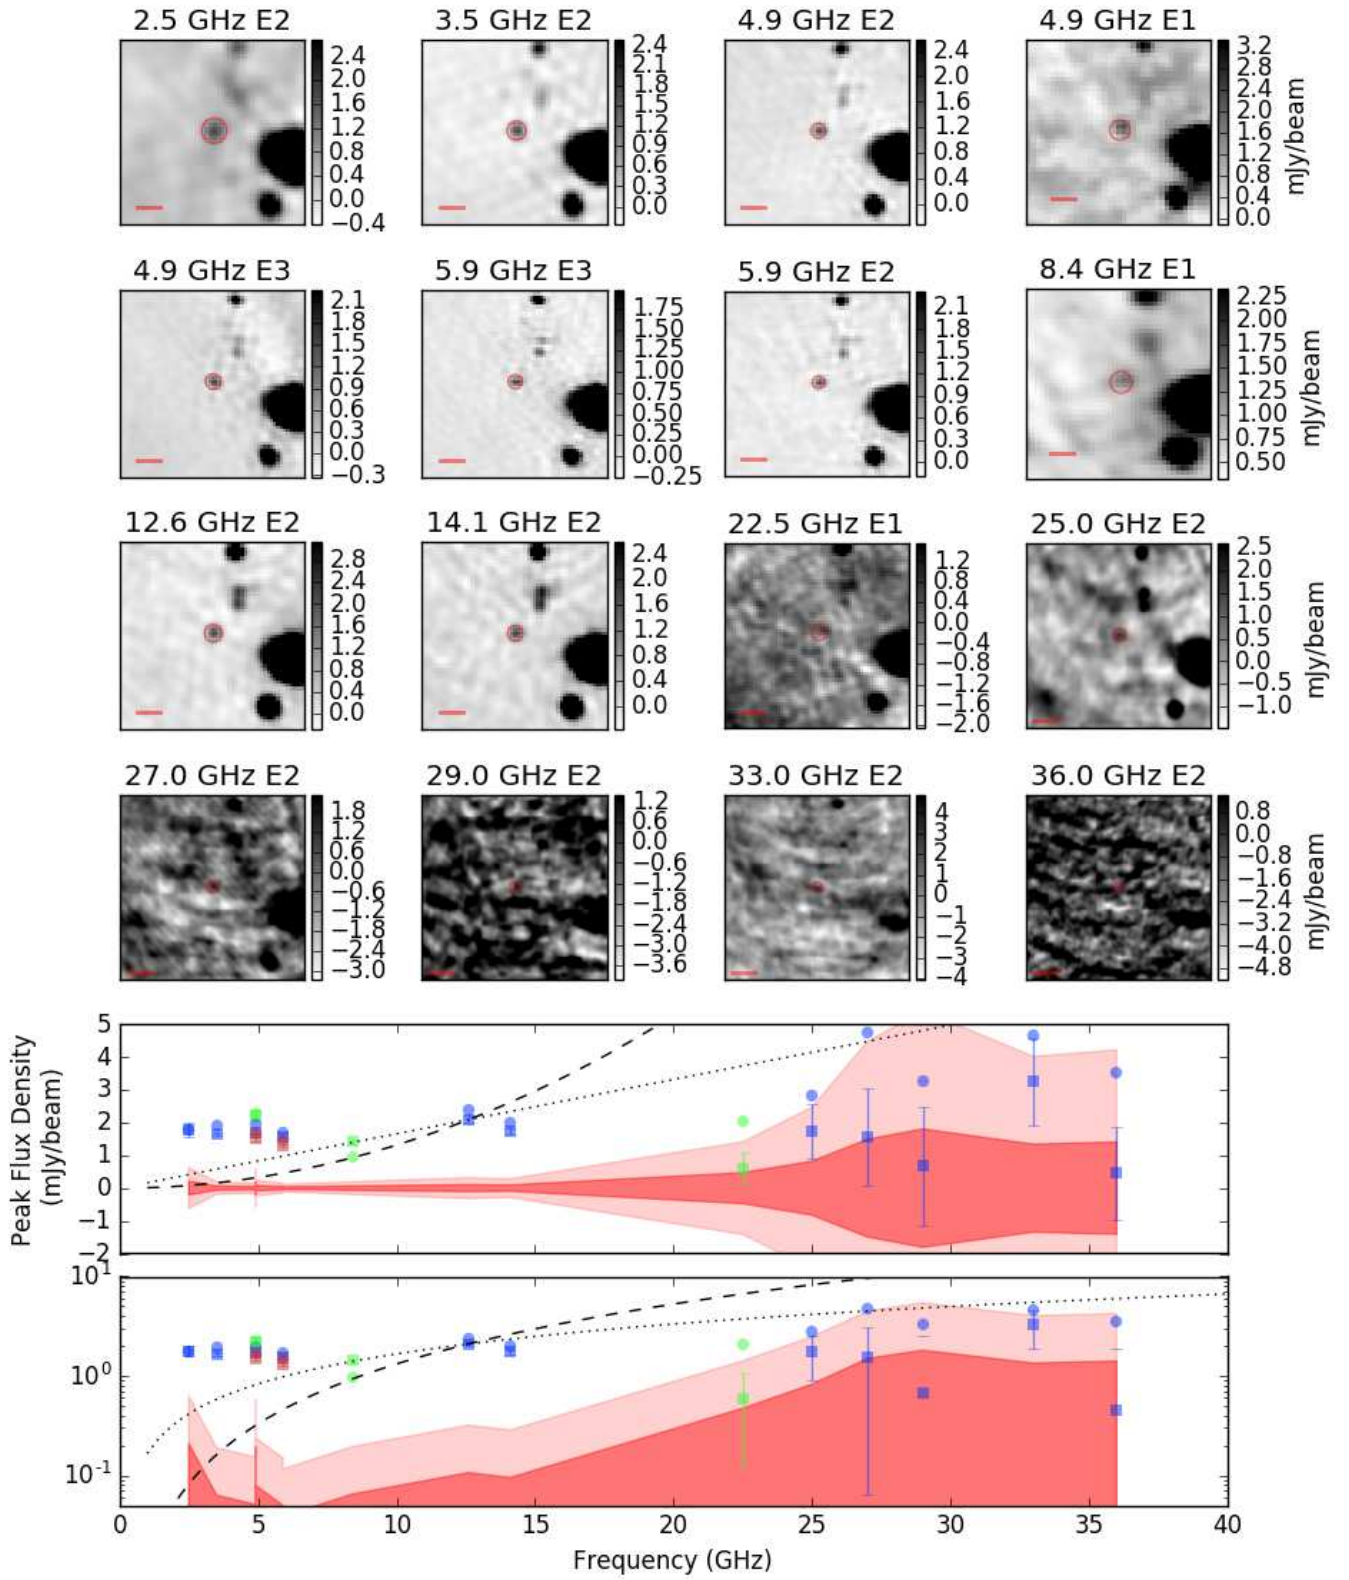 2.5 GHz E2 3.5 GHz E2 4.9 GHz E2 4.9 GHz E1
2.4 2.0 1.6 1.2 0.8 0.4 0.0 −0.4
2.4 2.1 1.8 1.5 1.2 0.9 0.6 0.3 0.0
2.4 2.0 1.6 1.2 0.8 0.4 0.0
3.2 2.8 2.4 2.0 1.6 1.2 0.8 0.4 0.0
mJy/beam
4.9 GHz E3 5.9 GHz E3 5.9 GHz E2 8.4 GHz E1
2.1 1.8 1.5 1.2 0.9 0.6 0.3 0.0 −0.3
1.75 1.50 1.25 1.00 0.75 0.50 0.25 0.00 −0.25
2.1 1.8 1.5 1.2 0.9 0.6 0.3 0.0
2.25 2.00 1.75 1.50 1.25 1.00 0.75 0.50
mJy/beam
12.6 GHz E2 14.1 GHz E2 22.5 GHz E1 25.0 GHz E2
2.8 2.4 2.0 1.6 1.2 0.8 0.4 0.0
2.4 2.0 1.6 1.2 0.8 0.4 0.0
1.2 0.8 0.4 0.0 −0.4 −0.8 −1.2 −1.6 −2.0
2.5 2.0 1.5 1.0 0.5 0.0 −0.5 −1.0
mJy/beam
27.0 GHz E2 29.0 GHz E2 33.0 GHz E2 36.0 GHz E2
1.8 1.2 0.6 0.0 −0.6 −1.2 −1.8 −2.4 −3.0
1.2 0.6 0.0 −0.6 −1.2 −1.8 −2.4 −3.0 −3.6
4 3 2 1 0 −1 −2 −3 −4
0.8 0.0 −0.8 −1.6 −2.4 −3.2 −4.0 −4.8
mJy/beam
Peak Flux Density
(mJy/beam)
5
4
3
2
1
0
−1
−2
10^1
10^0
10^-1
0 5 10 15 20 25 30 35 40
Frequency (GHz)